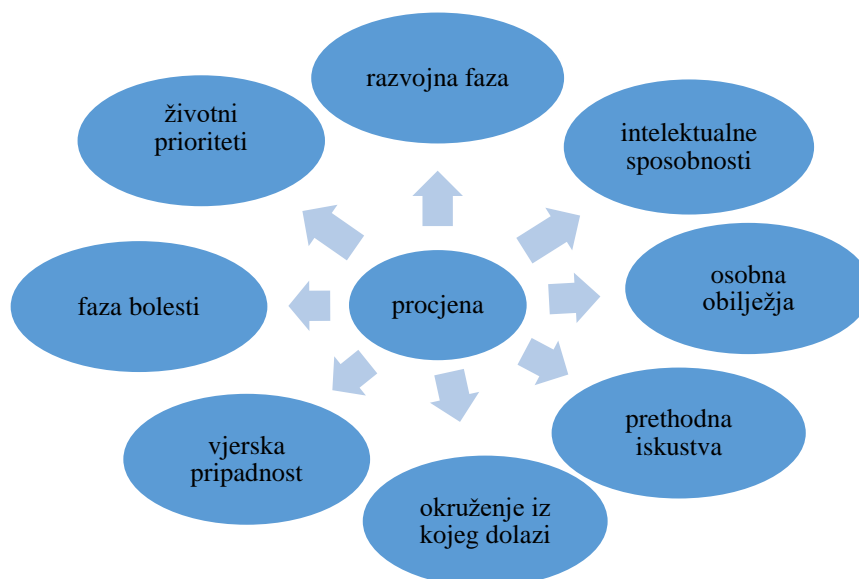 razvojna faza
životni
prioriteti
intelektualne
sposobnosti
osobna
obilježja
faza bolesti
procjena
prethodna
iskustva
vjerska
pripadnost
okruženje iz
kojeg dolazi